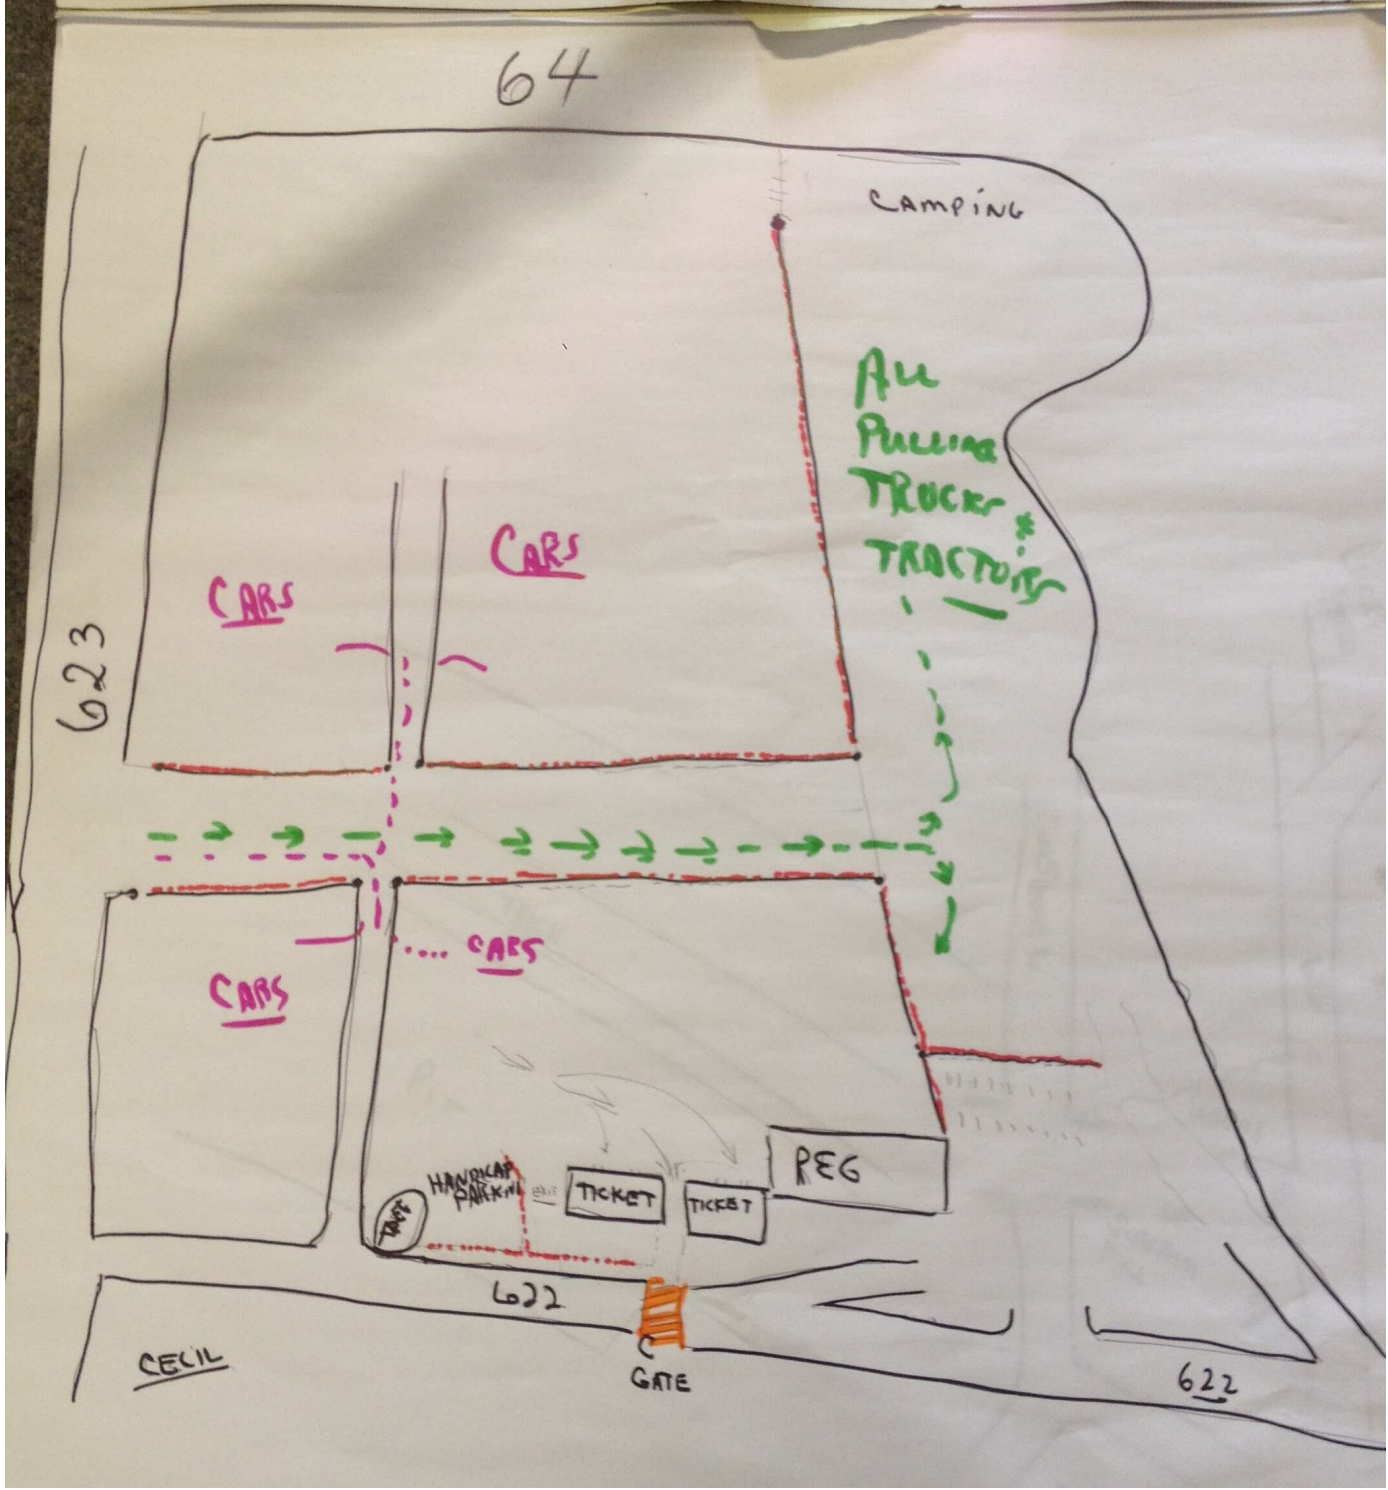 64
CAMPING
ALL
PULLING
TRUCKS &
TRACTORS
CARS
CARS
623
CARS
CARS
HANDICAP
PARKIN
TICKET
TICKET
REG
622
GATE
CECIL
622